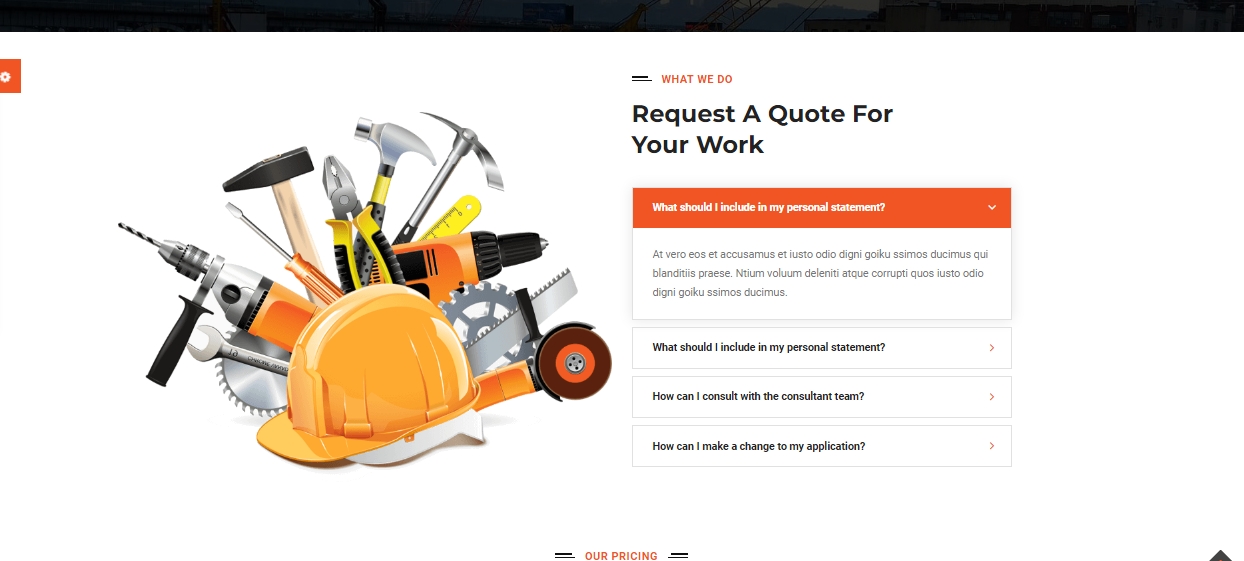 WHAT WE DO
Request A Quote For
Your Work
What should I include in my personal statement?
At vero eos et accusamus et iusto odio digni goiku ssimos ducimus qui
blanditiis praese. Ntium voluum deleniti atque corrupti quos iusto odio
digni goiku ssimos ducimus.
What should I include in my personal statement?
How can I consult with the consultant team?
How can I make a change to my application?
OUR PRICING